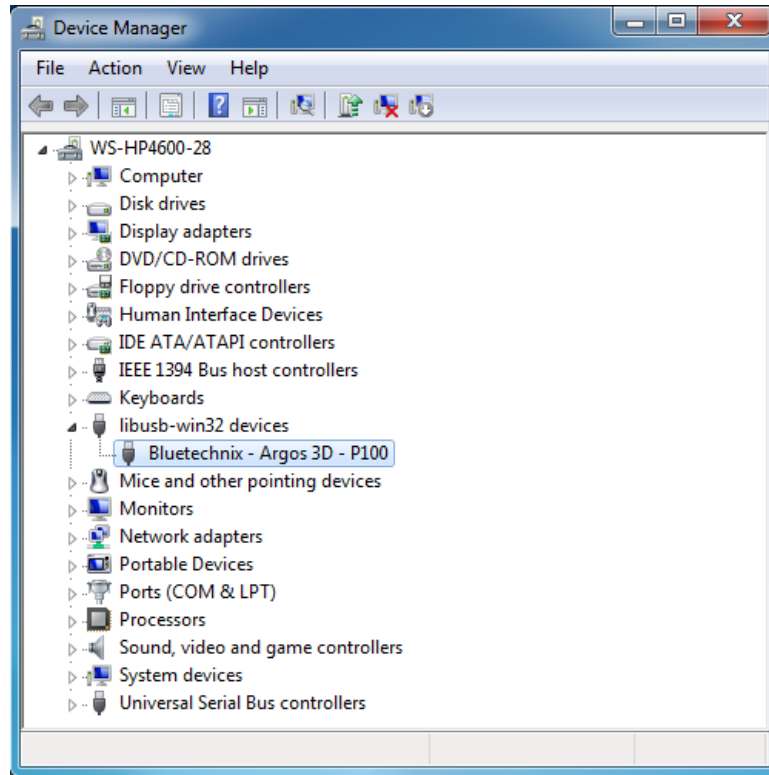 Device Manager
File Action View Help
WS-HP4600-28
Computer
Disk drives
Display adapters
DVD/CD-ROM drives
Floppy drive controllers
Human Interface Devices
IDE ATA/ATAPI controllers
IEEE 1394 Bus host controllers
Keyboards
libusb-win32 devices
Bluetechnix - Argos 3D - P100
Mice and other pointing devices
Monitors
Network adapters
Portable Devices
Ports (COM & LPT)
Processors
Sound, video and game controllers
System devices
Universal Serial Bus controllers